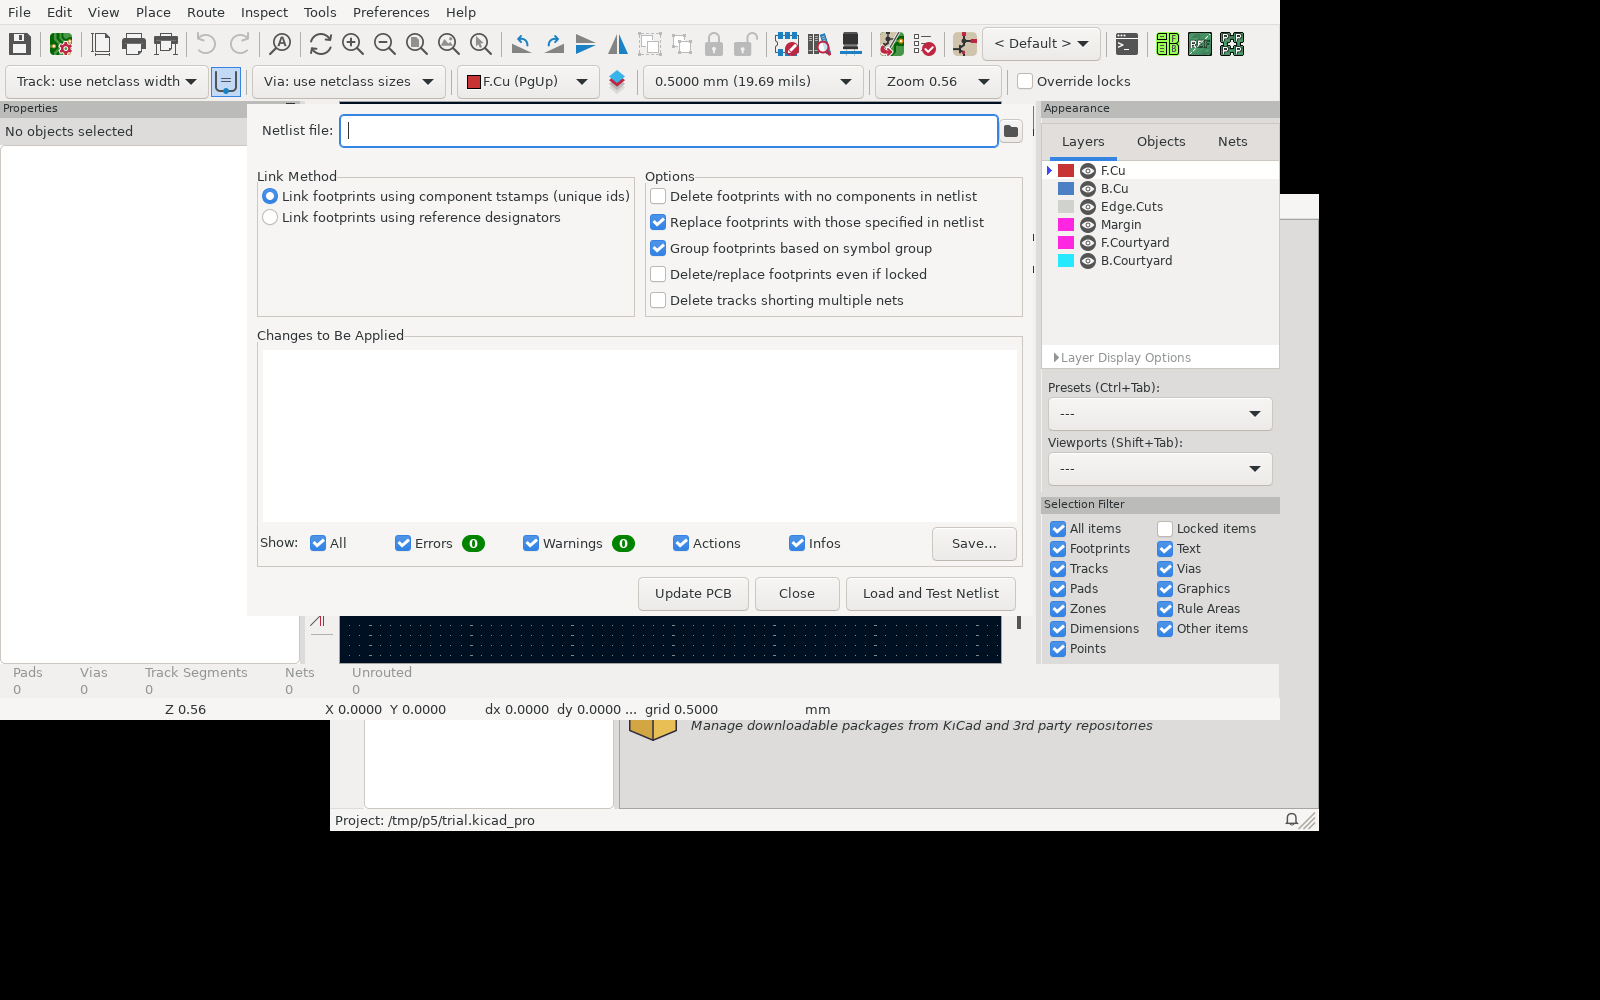 File Edit View Place Route Inspect Tools Preferences Help
< Default >
Track: use netclass width Via: use netclass sizes F.Cu (PgUp) 0.5000 mm (19.69 mils) Zoom 0.56 Override locks
Properties
No objects selected
Netlist file:
Link Method
Link footprints using component tstamps (unique ids)
Link footprints using reference designators
Options
Delete footprints with no components in netlist
Replace footprints with those specified in netlist
Group footprints based on symbol group
Delete/replace footprints even if locked
Delete tracks shorting multiple nets
Changes to Be Applied
Show: All Errors 0 Warnings 0 Actions Infos Save...
Update PCB Close Load and Test Netlist
Appearance
Layers Objects Nets
F.Cu
B.Cu
Edge.Cuts
Margin
F.Courtyard
B.Courtyard
Layer Display Options
Presets (Ctrl+Tab):
---
Viewports (Shift+Tab):
---
Selection Filter
All items Locked items
Footprints Text
Tracks Vias
Pads Graphics
Zones Rule Areas
Dimensions Other items
Points
Pads Vias Track Segments Nets Unrouted
0 0 0 0 0
Z 0.56 X 0.0000 Y 0.0000 dx 0.0000 dy 0.0000 ... grid 0.5000 mm
Manage downloadable packages from KiCad and 3rd party repositories
Project: /tmp/p5/trial.kicad_pro